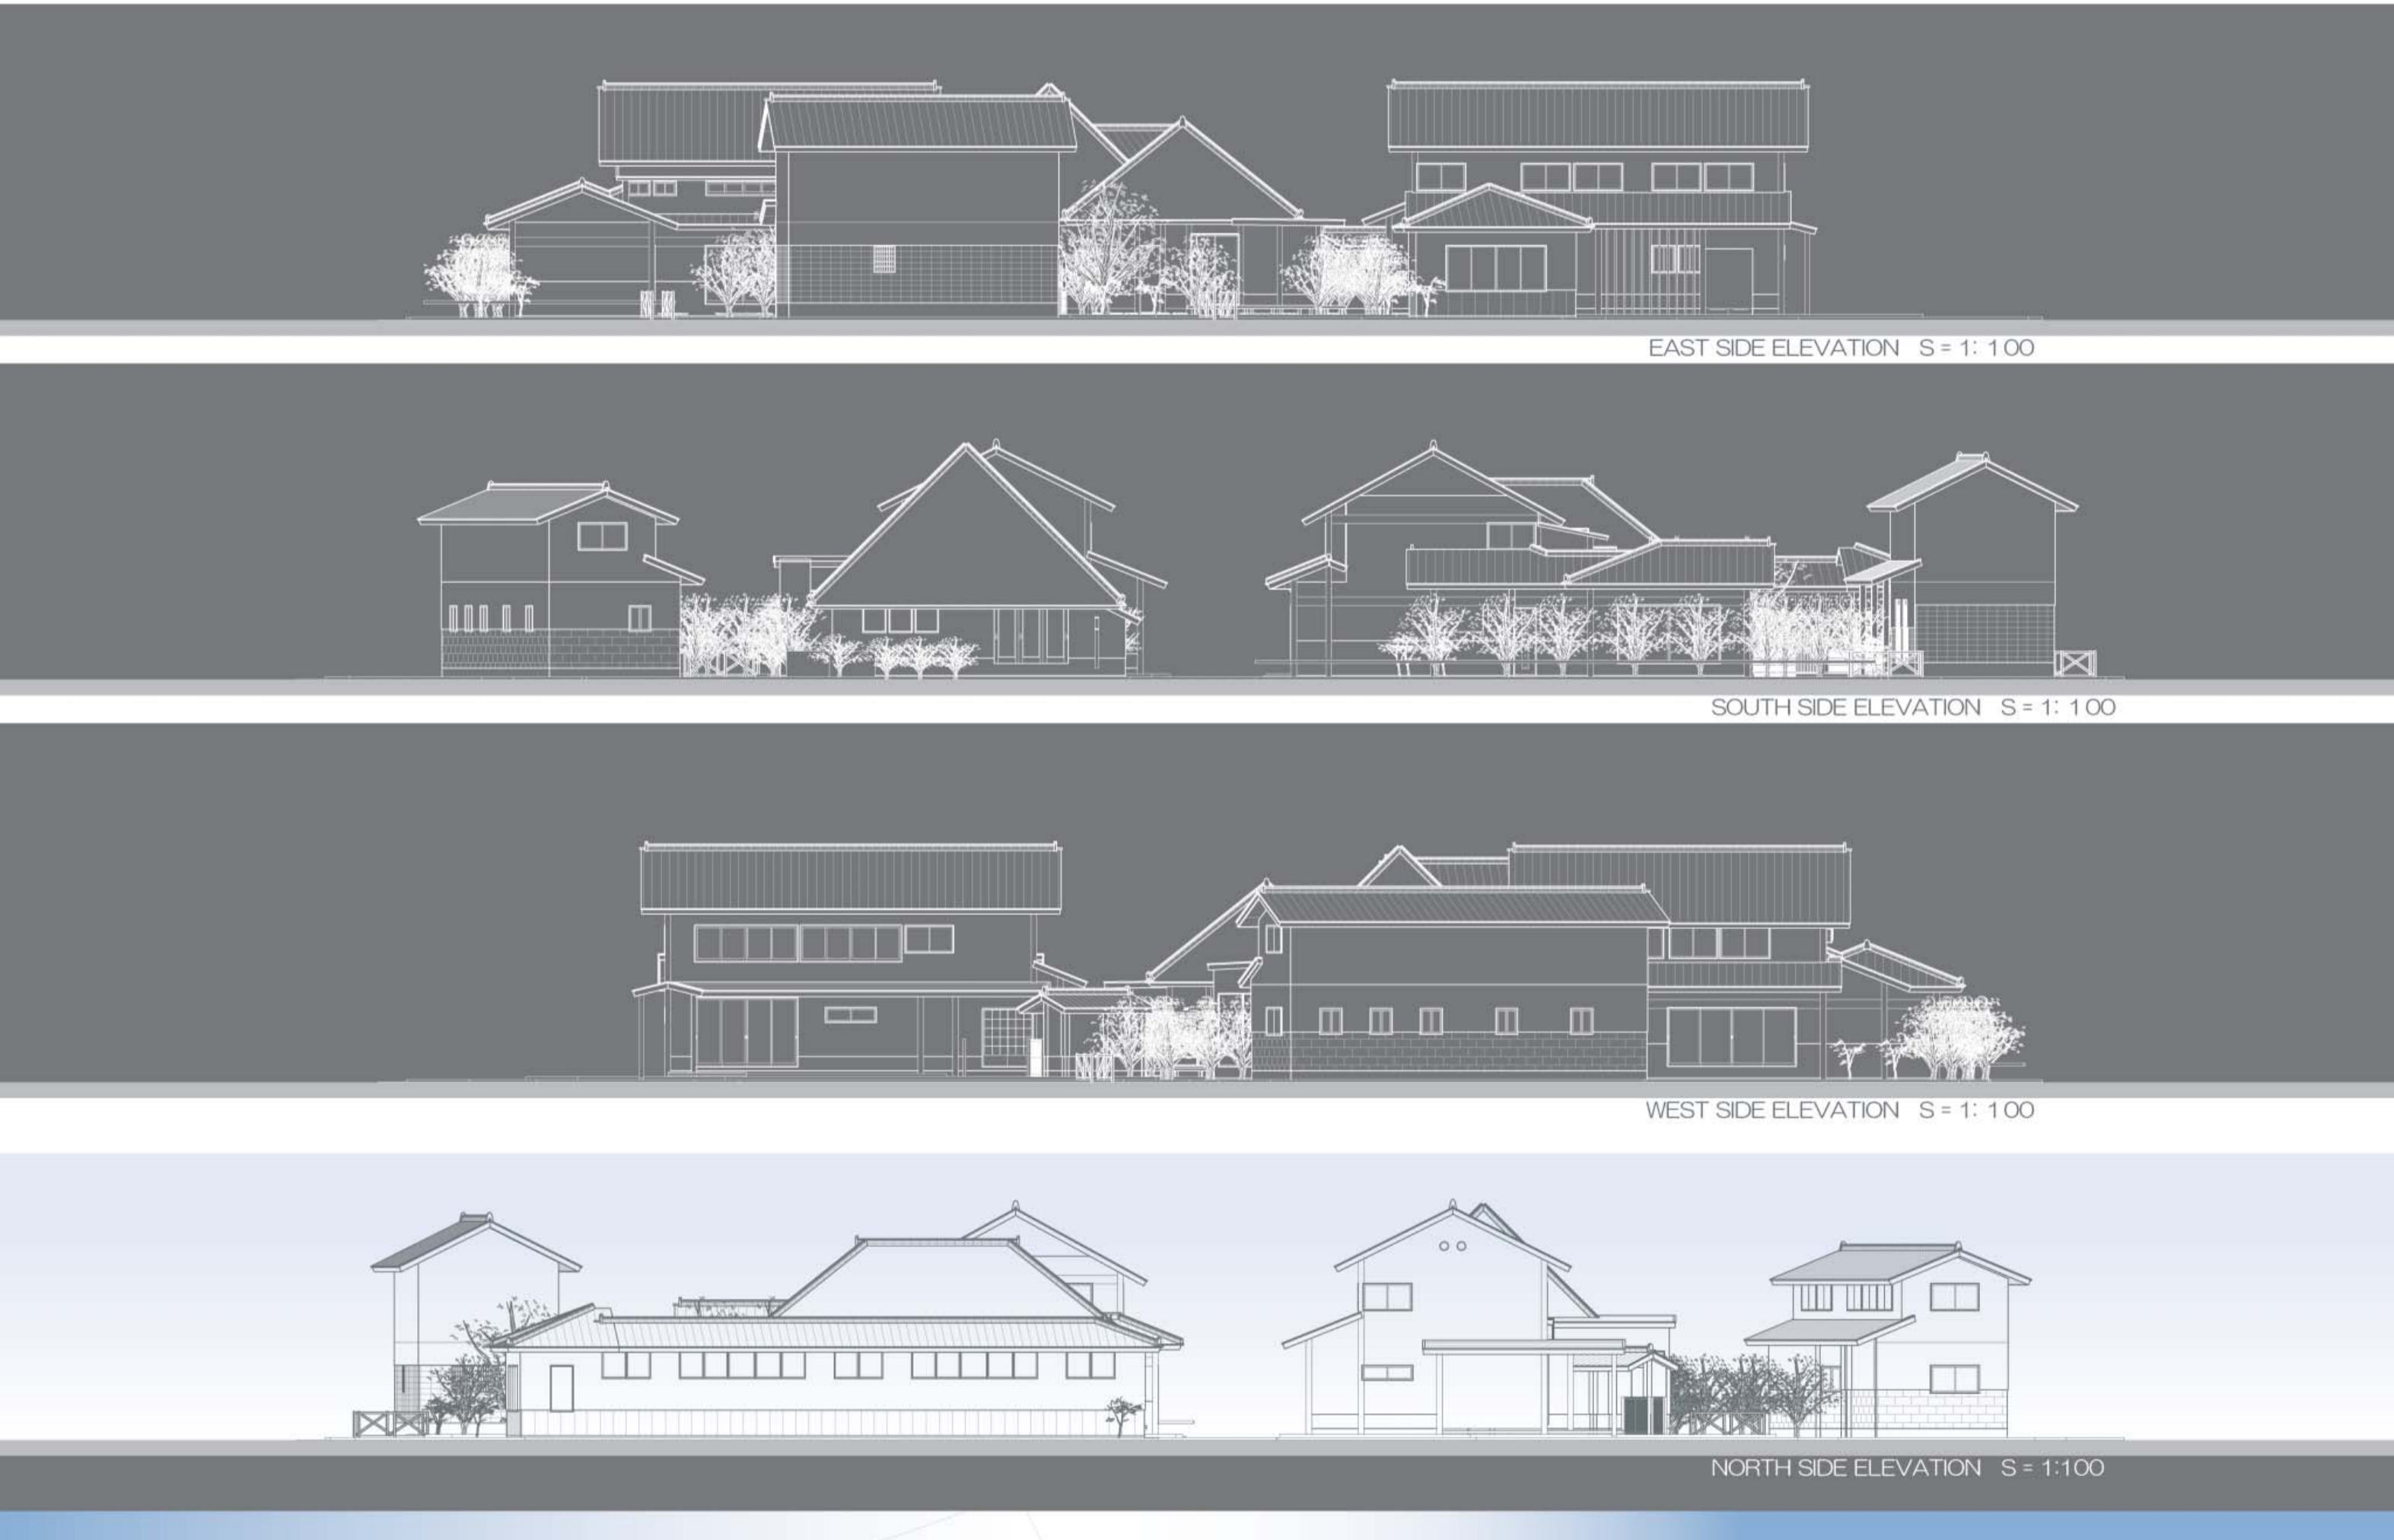 EAST SIDE ELEVATION S = 1: 100
SOUTH SIDE ELEVATION S = 1: 100
WEST SIDE ELEVATION S = 1: 100
NORTH SIDE ELEVATION S = 1:100